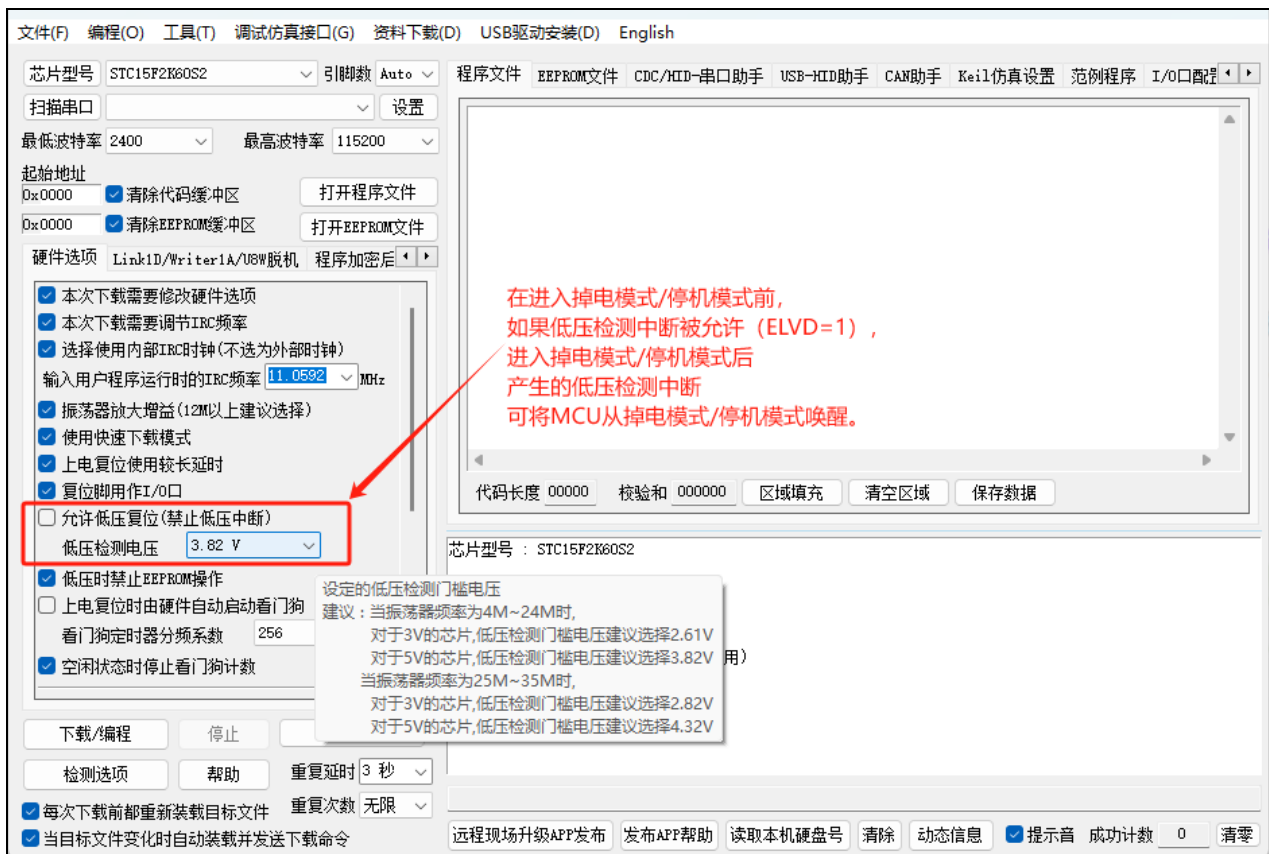 文件(F) 编程(O) 工具(T) 调试仿真接口(G) 资料下载(D) USB驱动安装(D) English
芯片型号 STC15F2K60S2 引脚数 Auto
扫描串口 设置
最低波特率 2400 最高波特率 115200
起始地址
0x0000 清除代码缓冲区 打开程序文件
0x0000 清除EEPROM缓冲区 打开EEPROM文件
硬件选项 Link1D/Writer1A/U8W脱机 程序加密后
本次下载需要修改硬件选项
本次下载需要调节IRC频率
选择使用内部IRC时钟(不选为外部时钟)
输入用户程序运行时的IRC频率 11.0592 MHz
振荡器放大增益(12M以上建议选择)
使用快速下载模式
上电复位使用较长延时
复位脚用作I/O口
允许低压复位(禁止低压中断)
低压检测电压 3.82 V
低压时禁止EEPROM操作
上电复位时由硬件自动启动看门狗
看门狗定时器分频系数 256
空闲状态时停止看门狗计数
下载/编程 停止
检测选项 帮助 重复延时 3 秒
每次下载前都重新装载目标文件 重复次数 无限
当目标文件变化时自动装载并发送下载命令
程序文件 EEPROM文件 CDC/HID-串口助手 USB-HID助手 CAN助手 Keil仿真设置 范例程序 I/O口配
在进入掉电模式/停机模式前,
如果低压检测中断被允许（ELVD=1）,
进入掉电模式/停机模式后
产生的低压检测中断
可将MCU从掉电模式/停机模式唤醒。
代码长度 00000 校验和 000000 区域填充 清空区域 保存数据
芯片型号 : STC15F2K60S2
设定的低压检测门槛电压
建议 : 当振荡器频率为4M~24M时,
对于3V的芯片,低压检测门槛电压建议选择2.61V
对于5V的芯片,低压检测门槛电压建议选择3.82V
用)
当振荡器频率为25M~35M时,
对于3V的芯片,低压检测门槛电压建议选择2.82V
对于5V的芯片,低压检测门槛电压建议选择4.32V
远程现场升级APP发布 发布APP帮助 读取本机硬盘号 清除 动态信息 提示音 成功计数 0 清零